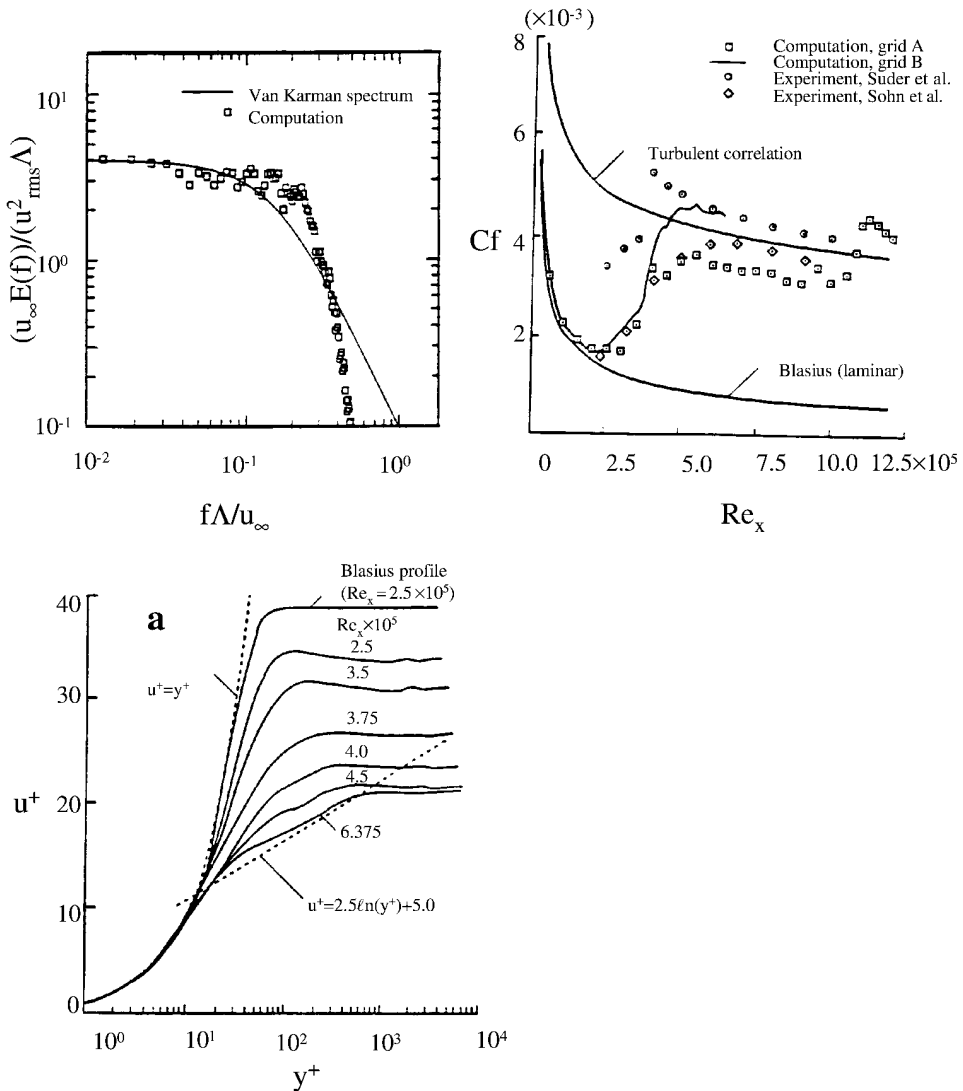 10¹
10⁰
10⁻¹
(u∞E(f))/(u²rmsΛ)
Van Karman spectrum
Computation
10⁻²
10⁻¹
10⁰
fΛ/u∞
(×10⁻³)
8
6
4
2
Cf
Computation, grid A
Computation, grid B
Experiment, Suder et al.
Experiment, Sohn et al.
Turbulent correlation
Blasius (laminar)
0
2.5
5.0
7.5
10.0
12.5×10⁵
Reₓ
a
40
30
20
10
0
u⁺
Blasius profile
(Reₓ=2.5×10⁵)
Reₓ×10⁵
2.5
3.5
3.75
4.0
4.5
6.375
u⁺=y⁺
u⁺=2.5ℓn(y⁺)+5.0
10⁰
10¹
10²
10³
10⁴
y⁺